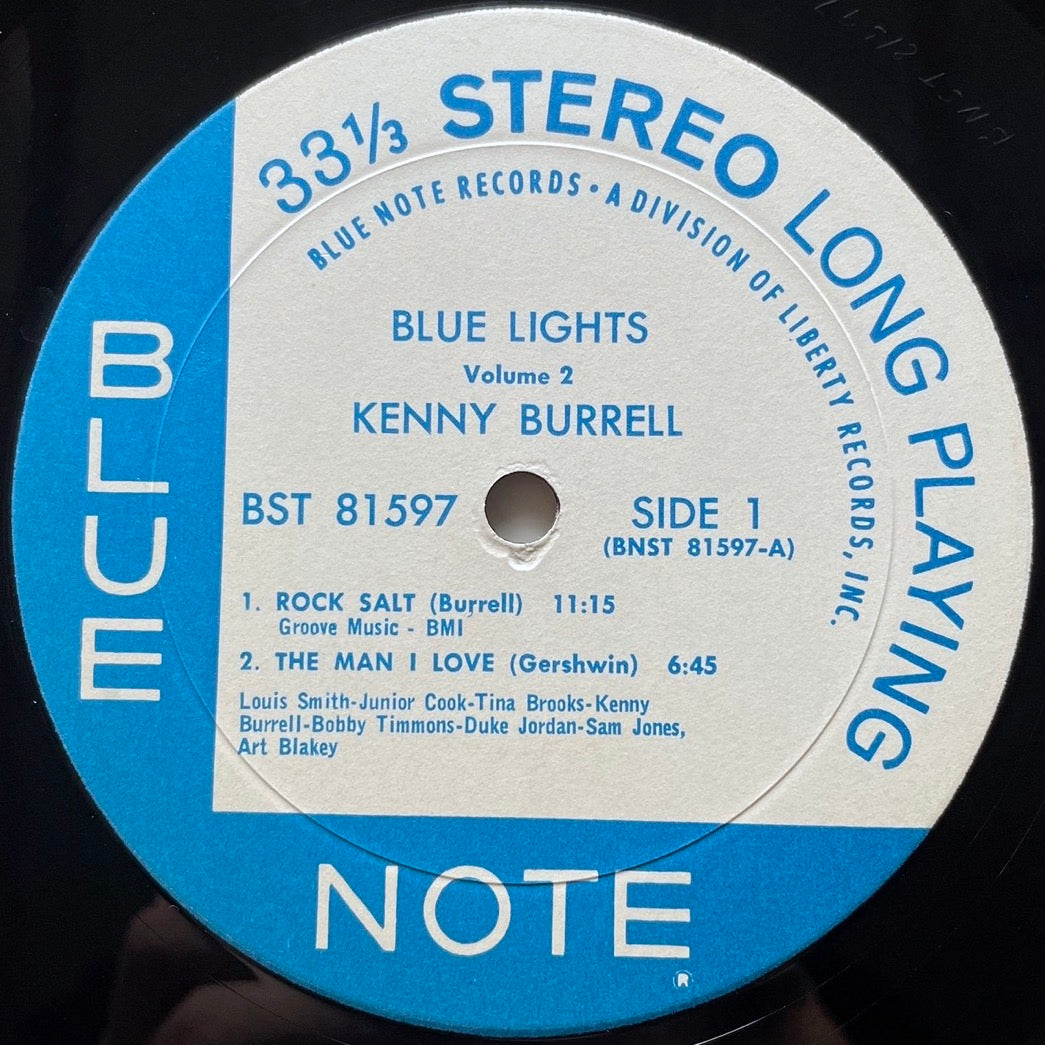 33⅓ STEREO LONG PLAYING
BLUE NOTE RECORDS • A DIVISION OF LIBERTY RECORDS, INC.
BLUE LIGHTS
Volume 2
KENNY BURRELL
BST 81597
SIDE 1
(BNST 81597-A)
1. ROCK SALT (Burrell) 11:15
Groove Music - BMI
2. THE MAN I LOVE (Gershwin) 6:45
Louis Smith-Junior Cook-Tina Brooks-Kenny
Burrell-Bobby Timmons-Duke Jordan-Sam Jones,
Art Blakey
BLUE
NOTE
®